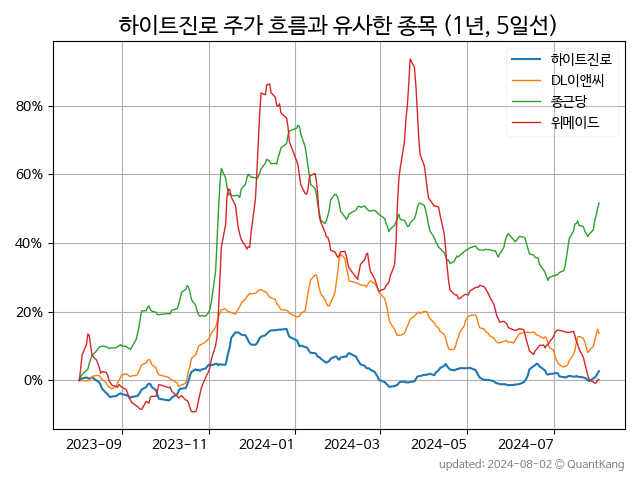 하이트진로 주가 흐름과 유사한 종목 (1년, 5일선)
하이트진로
DL이앤씨
종근당
위메이드
80%
60%
40%
20%
0%
2023-09 2023-11 2024-01 2024-03 2024-05 2024-07
updated: 2024-08-02 © QuantKang